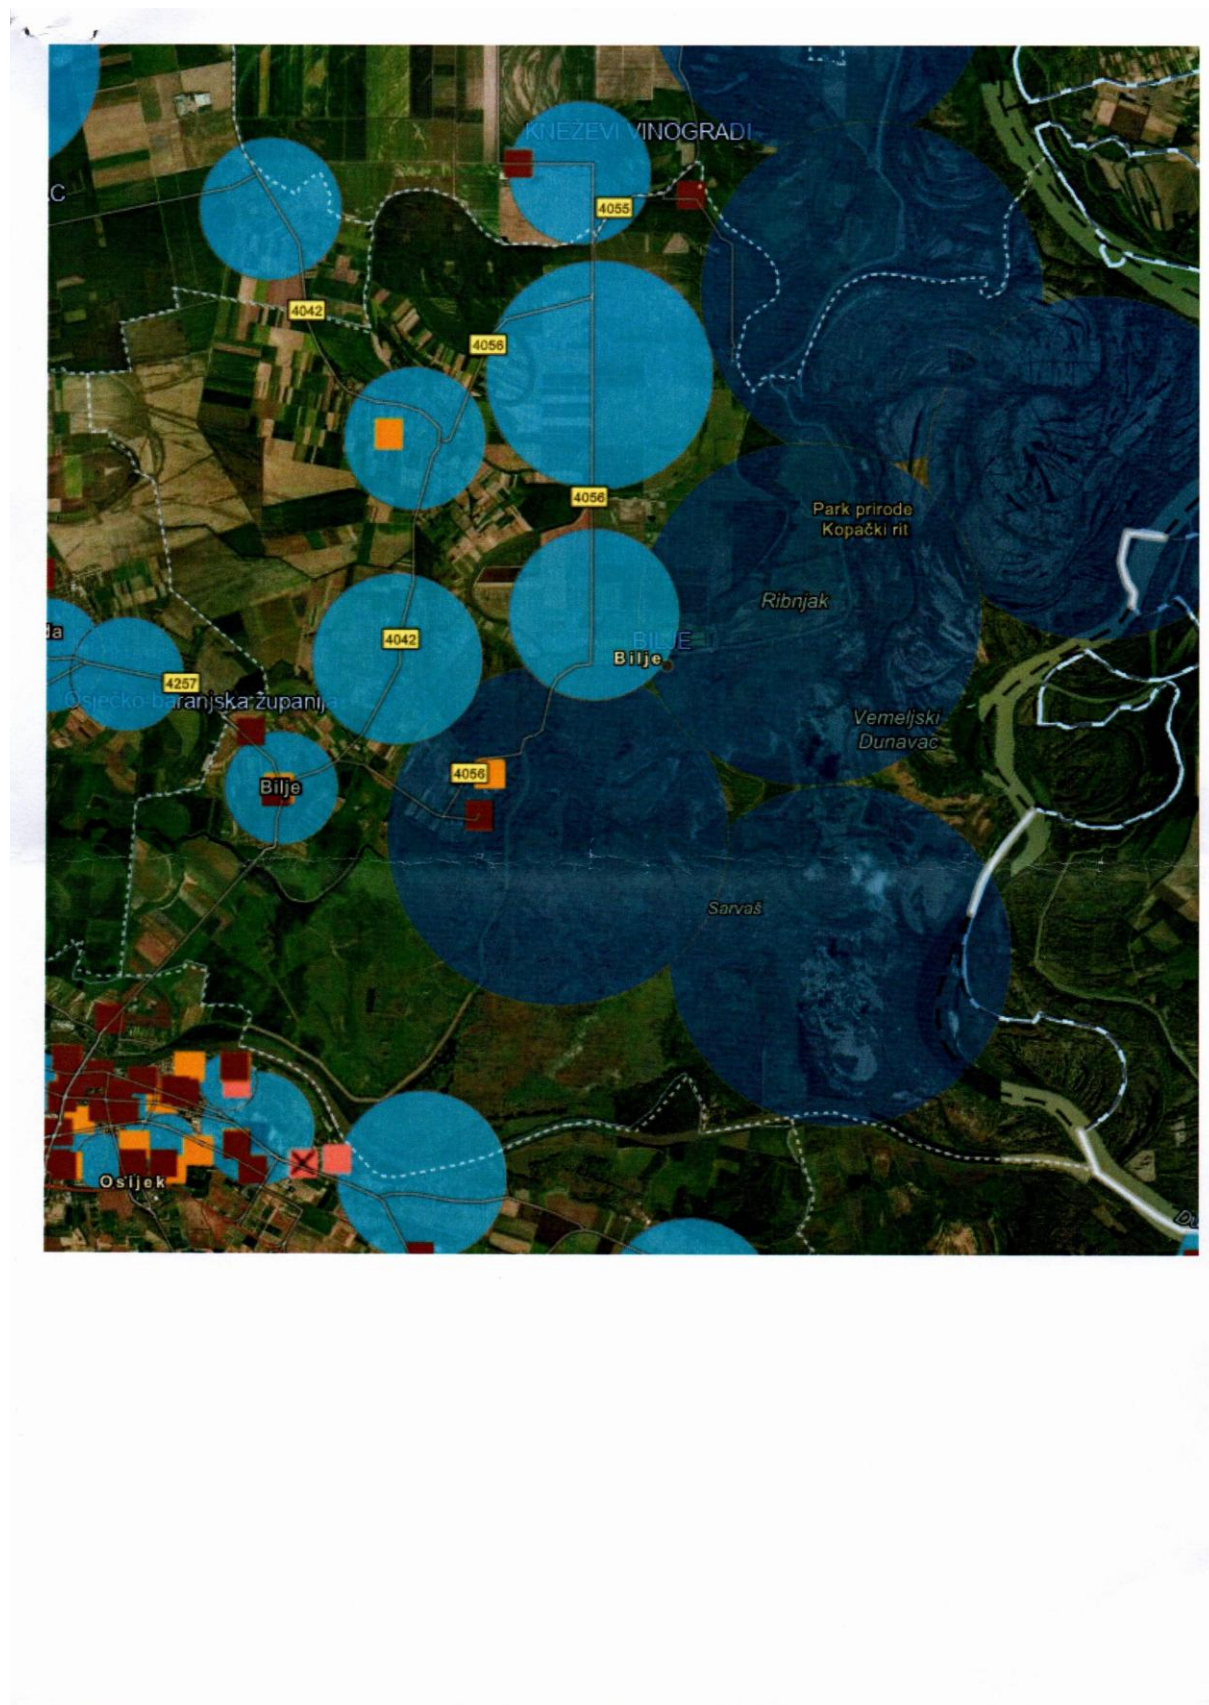 KNEŽEVI VINOGRADI
C
4055
4042
4056
4056
Park prirode
Kopački rit
Ribnjak
da
4042
BILJE
Bilje
4257
Osječko-baranjska županija
Vemeljski
Dunavac
4056
Bilje
Sarvaš
Osijek
Du